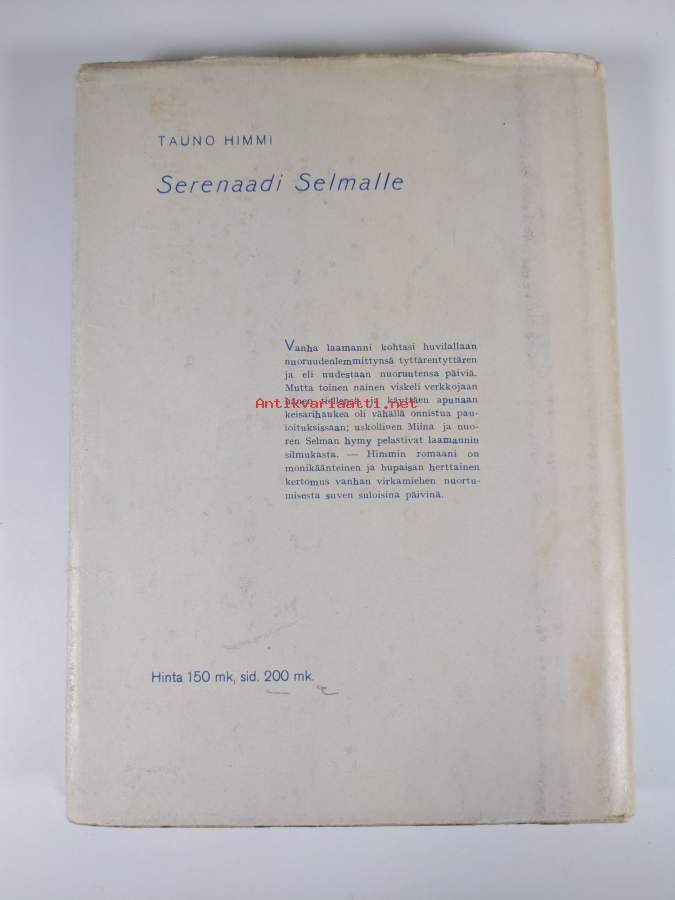 TAUNO HIMMI
Serenaadi Selmalle
Vanha laamanni kohtasi huvilallaan
nuoruudenlemmittynsä tyttärentyttären
ja eli uudestaan nuoruutensa päiviä.
Mutta toinen nainen viskeli verkkojaan
hänen tiellensä ja käyttäen apunaan
Antikvariaatti.net
keisarihaukea oli vähällä onnistua pau-
loituksissaan; uskollinen Miina ja nuo-
ren Selman hymy pelastivat laamannin
silmukasta. — Himmin romaani on
monikäänteinen ja hupaisan herttainen
kertomus vanhan virkamiehen nuortu-
misesta suven suloisina päivinä.
Hinta 150 mk, sid. 200 mk.